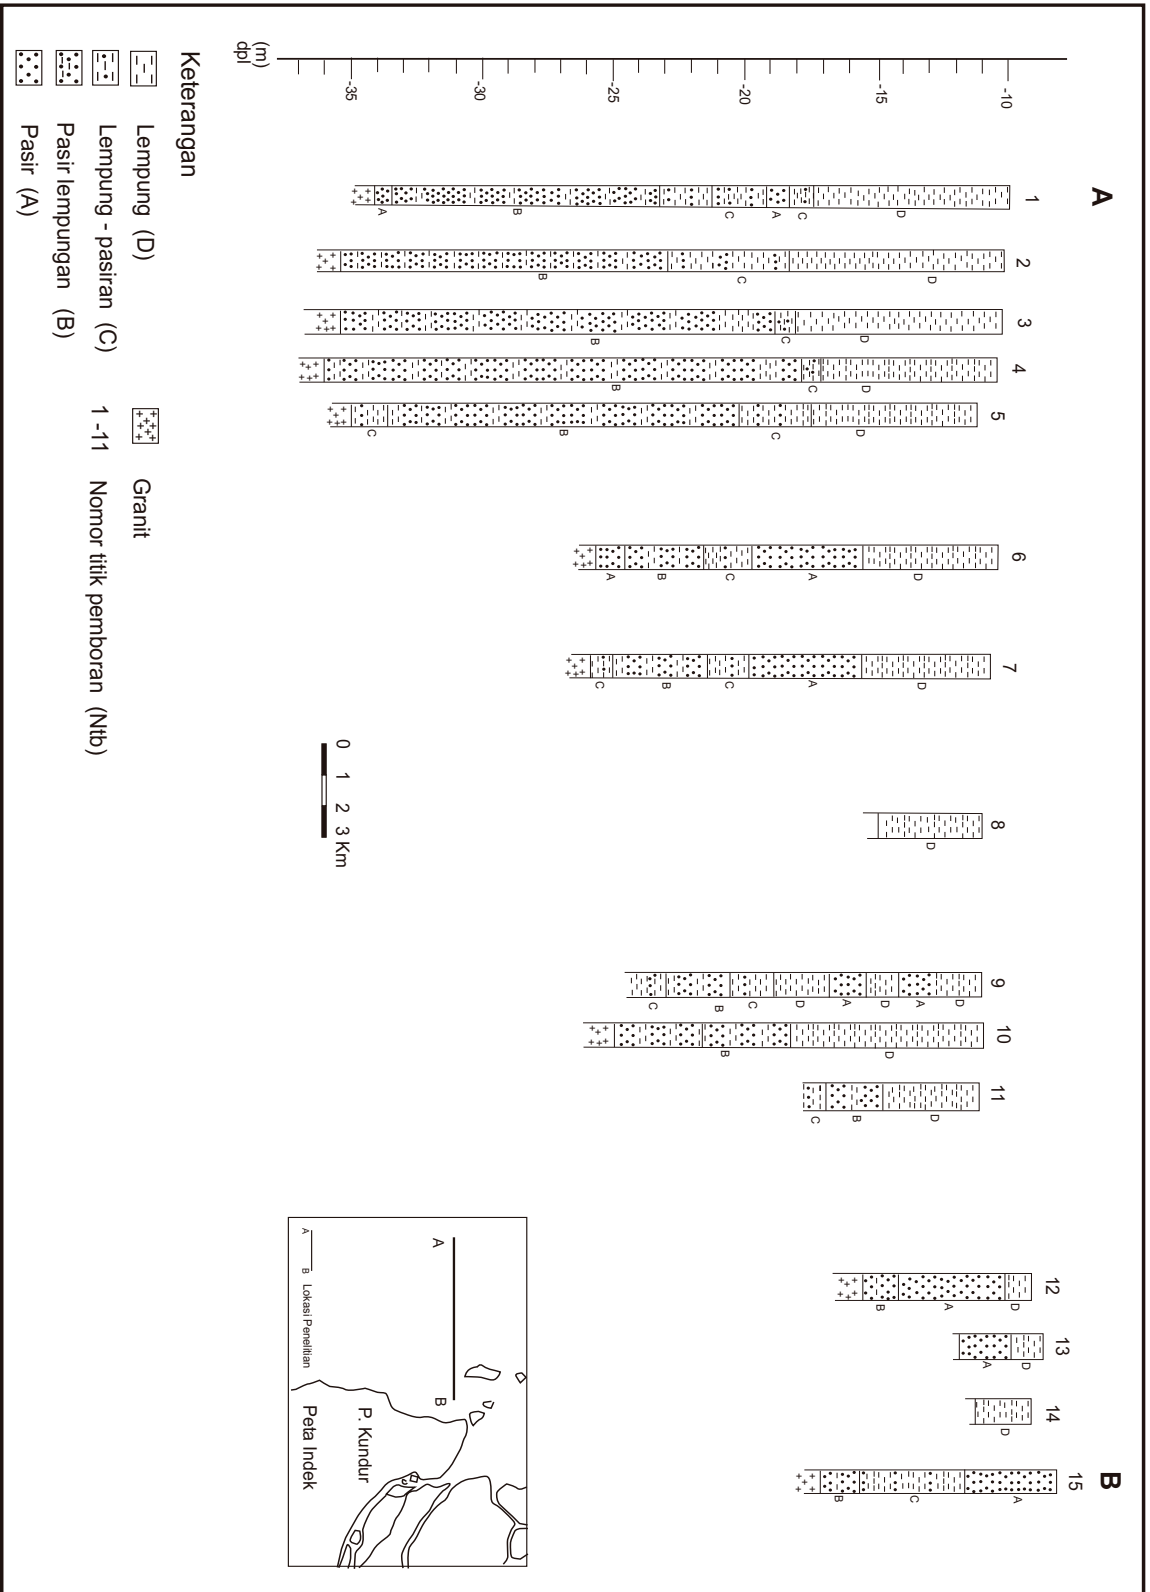 A
B
(m)
dpl
-10
-15
-20
-25
-30
-35
1
D
C
A
C
B
A
2
D
C
B
3
D
C
B
4
D
C
B
5
D
C
B
C
6
D
A
C
B
A
7
D
A
C
B
C
8
D
9
D
A
D
A
D
C
B
C
10
D
B
11
D
B
C
12
D
A
B
13
D
A
14
D
15
A
C
B
0 1 2 3 Km
A
B
P. Kundur
A B Lokasi Penelitian
Peta Indek
Keterangan
Lempung (D)
Lempung - pasiran (C)
Pasir lempungan (B)
Pasir (A)
Granit
1 -11 Nomor titik pemboran (Ntb)